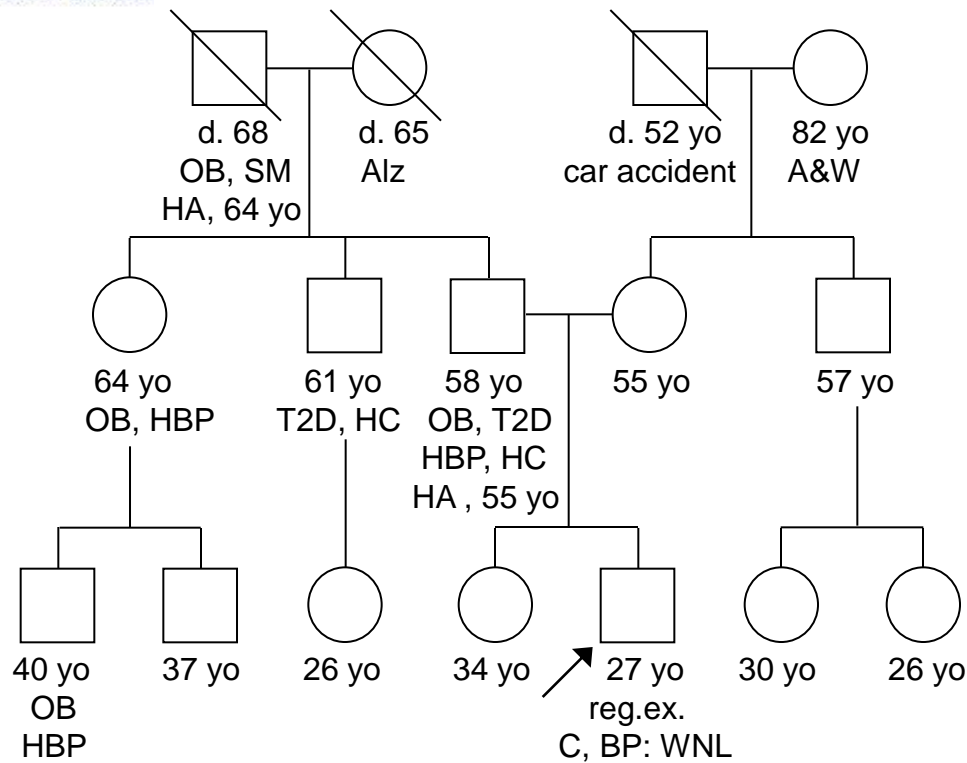 d. 68
OB, SM
HA, 64 yo
d. 65
Alz
d. 52 yo
car accident
82 yo
A&W
64 yo
OB, HBP
61 yo
T2D, HC
58 yo
OB, T2D
HBP, HC
HA , 55 yo
55 yo
57 yo
40 yo
OB
HBP
37 yo
26 yo
34 yo
27 yo
reg.ex.
C, BP: WNL
30 yo
26 yo